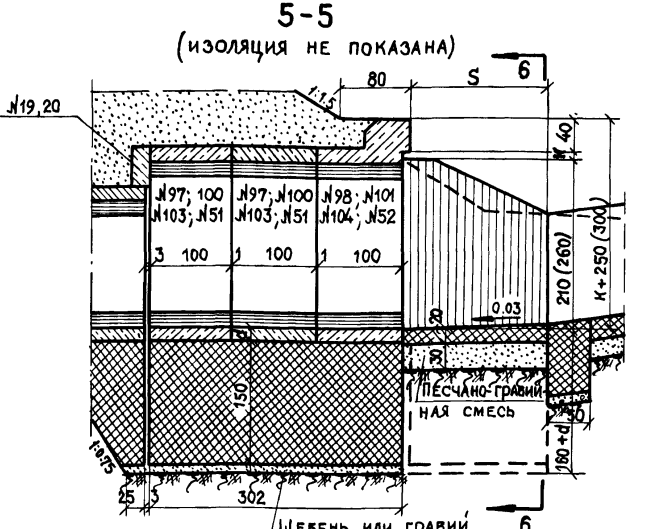 5-5
(ИЗОЛЯЦИЯ НЕ ПОКАЗАНА)
6
80
S
1:1.5
№19,20
К 40
№97; 100
№103; №51
№97; №100
№103; №51
№98; №101
№104; №52
3 100
1 100
1 100
210 (260)
К+250 (300)
0.03
20
30
d
150
ПЕСЧАНО-ГРАВИЙ-
НАЯ СМЕСЬ
50
160+d
1:0.75
25
3
302
ЩЕБЕНЬ ИЛИ ГРАВИЙ
6